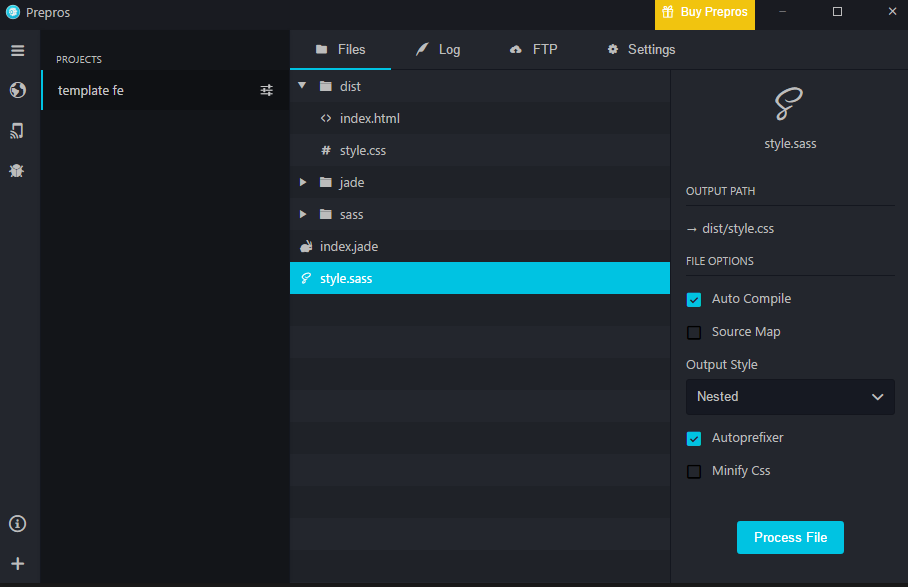 Prepros
Buy Prepros
PROJECTS
template fe
Files
Log
FTP
Settings
dist
index.html
style.css
jade
sass
index.jade
style.sass
style.sass
OUTPUT PATH
→ dist/style.css
FILE OPTIONS
Auto Compile
Source Map
Output Style
Nested
Autoprefixer
Minify Css
Process File